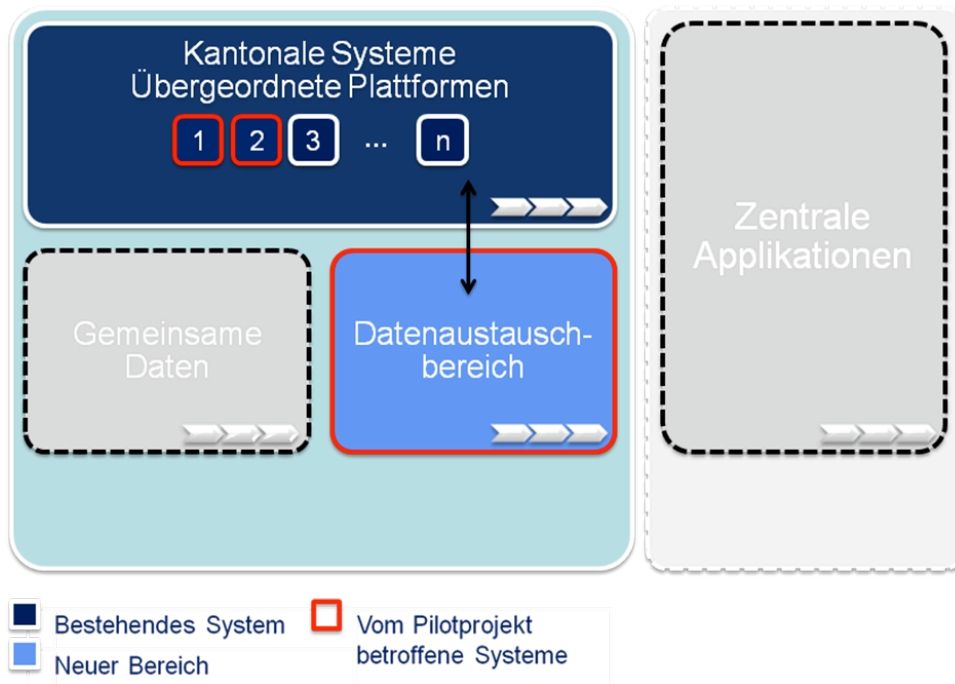 Kantonale Systeme
Übergeordnete Plattformen
1 2 3 ... n
Zentrale
Applikationen
Gemeinsame
Daten
Datenaustausch-
bereich
Bestehendes System
Neuer Bereich
Vom Pilotprojekt
betroffene Systeme